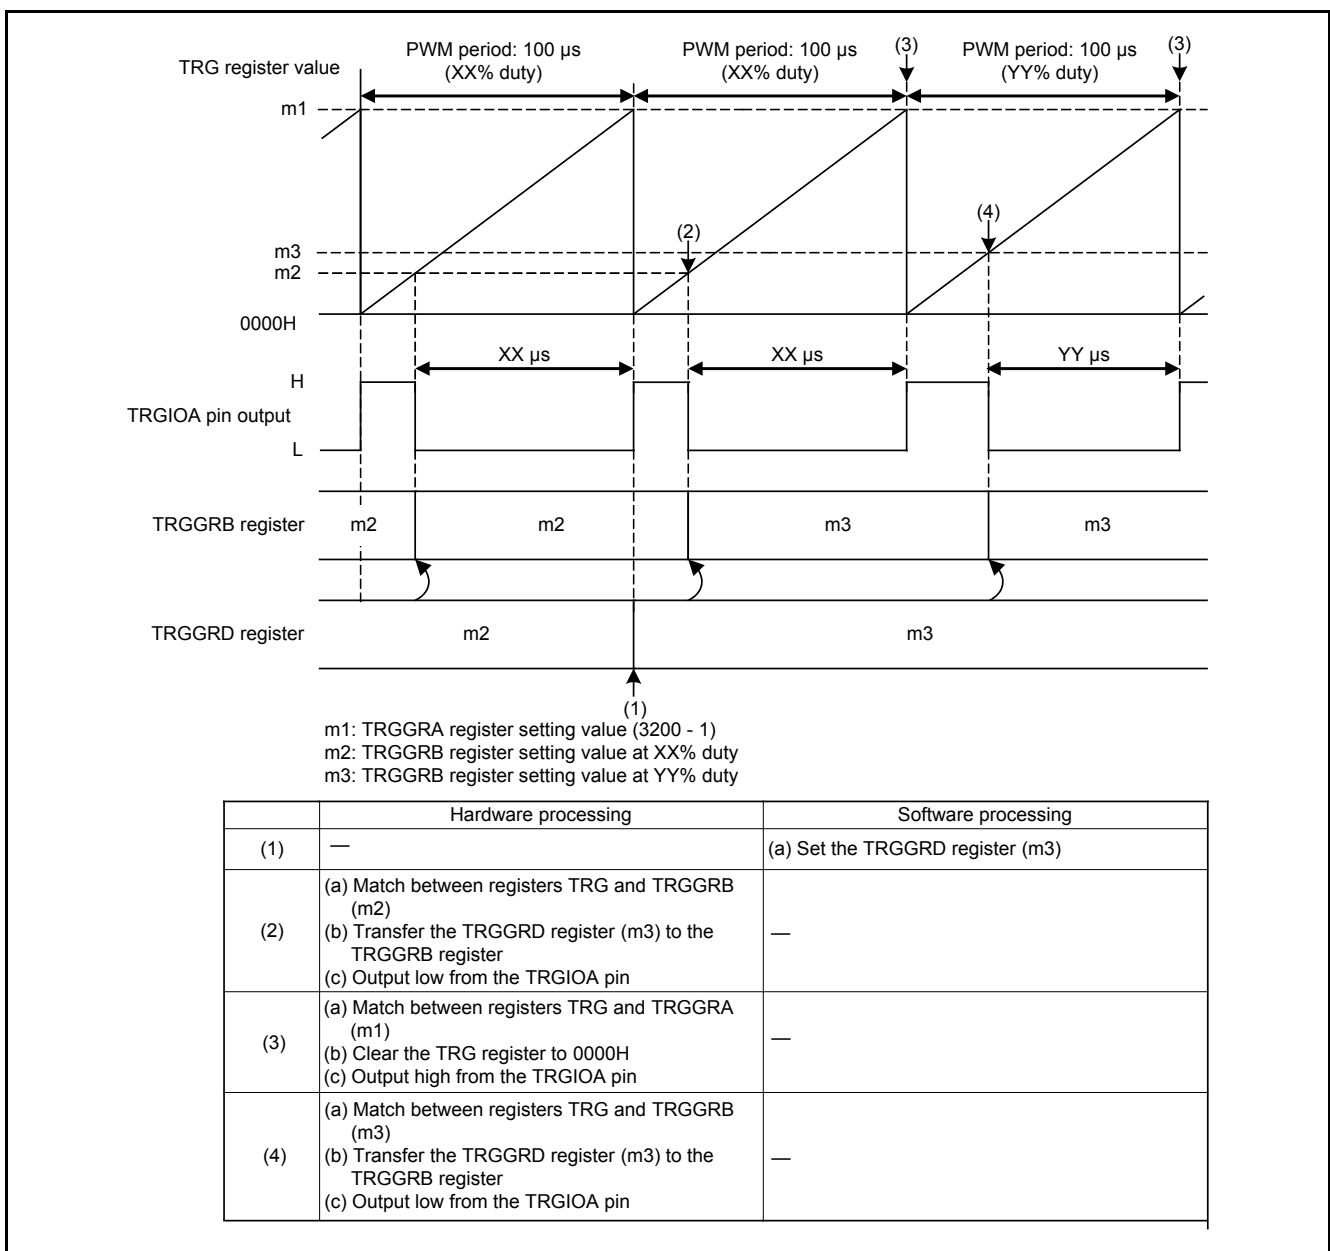 PWM period: 100 µs
(XX% duty)
PWM period: 100 µs
(XX% duty)
(3)
PWM period: 100 µs
(YY% duty)
(3)
TRG register value
m1
(2)
(4)
m3
m2
0000H
XX µs
XX µs
YY µs
H
TRGIOA pin output
L
TRGGRB register
m2
m2
m3
m3
TRGGRD register
m2
m3
(1)
m1: TRGGRA register setting value (3200 - 1)
m2: TRGGRB register setting value at XX% duty
m3: TRGGRB register setting value at YY% duty
Hardware processing
Software processing
(1)
—
(a) Set the TRGGRD register (m3)
(2)
(a) Match between registers TRG and TRGGRB
(m2)
(b) Transfer the TRGGRD register (m3) to the
TRGGRB register
(c) Output low from the TRGIOA pin
—
(3)
(a) Match between registers TRG and TRGGRA
(m1)
(b) Clear the TRG register to 0000H
(c) Output high from the TRGIOA pin
—
(4)
(a) Match between registers TRG and TRGGRB
(m3)
(b) Transfer the TRGGRD register (m3) to the
TRGGRB register
(c) Output low from the TRGIOA pin
—